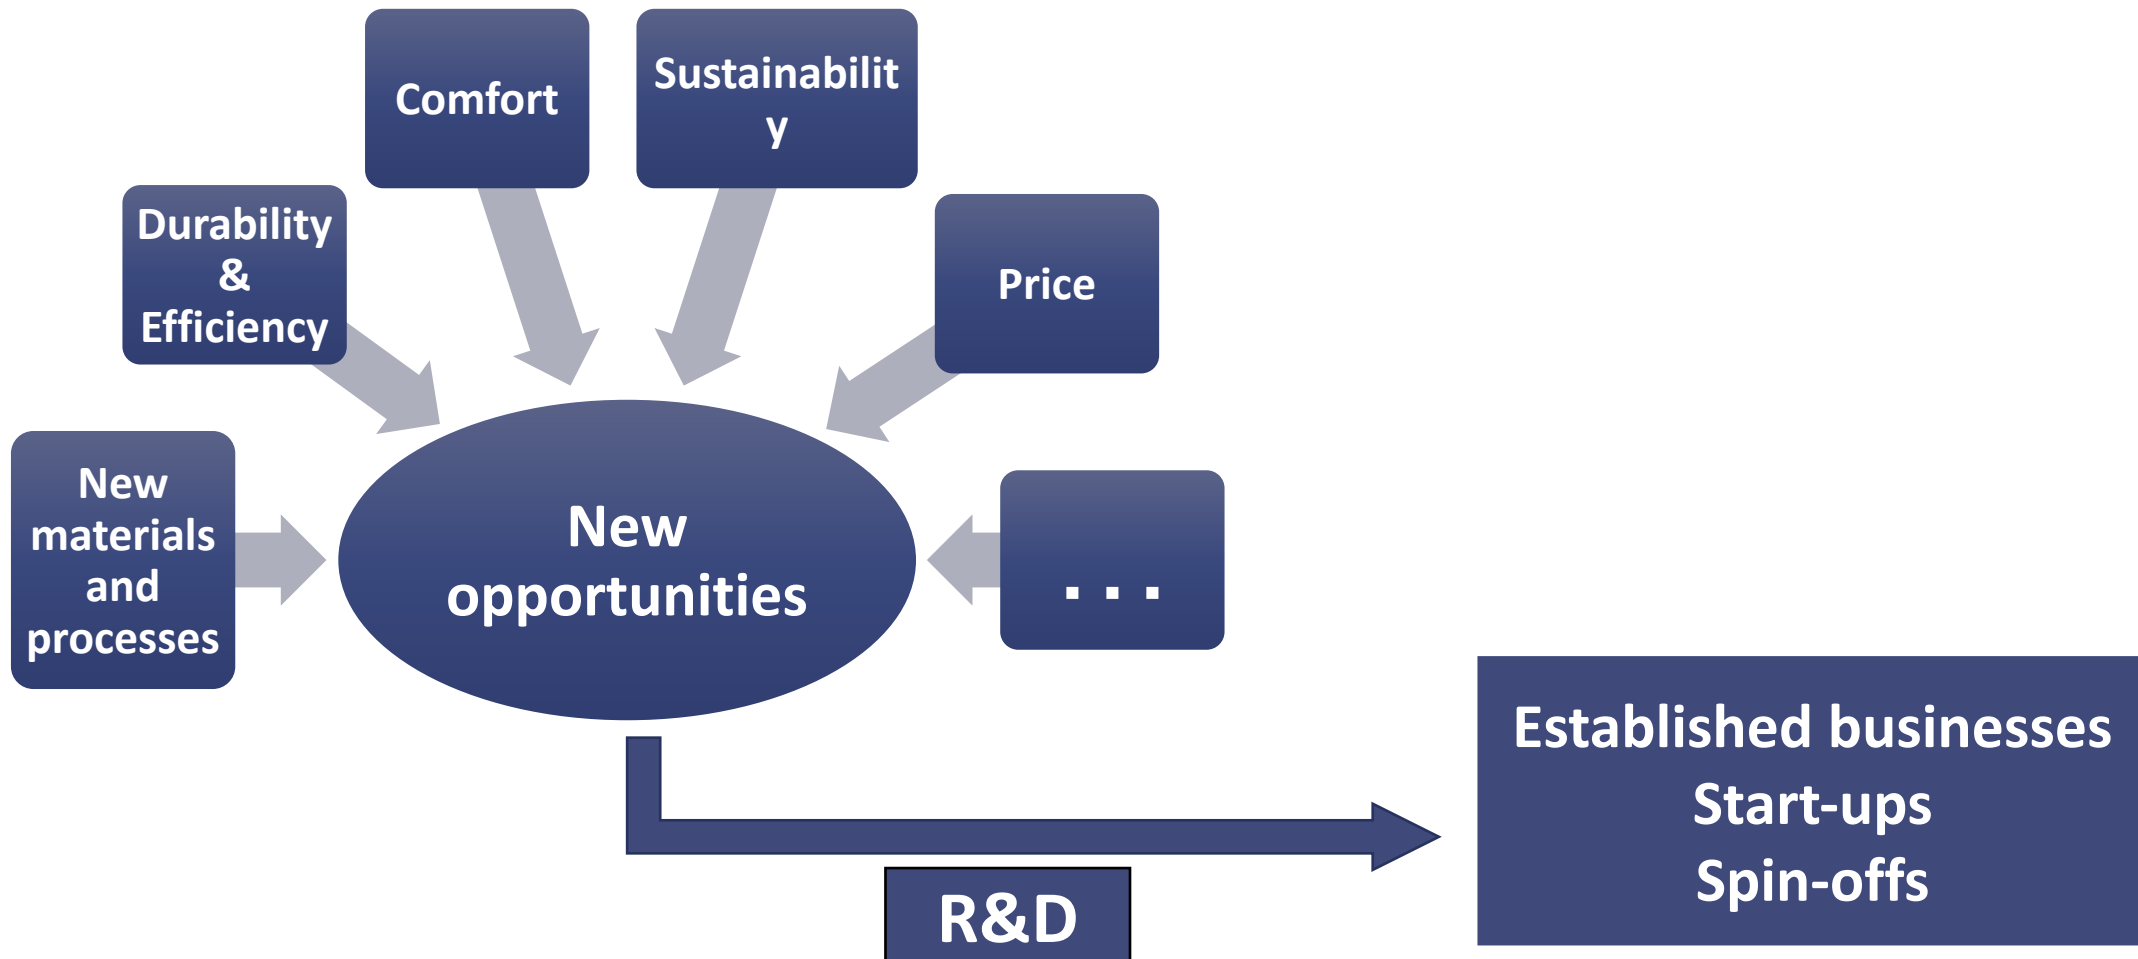 Comfort
Sustainabilit
y
Durability
&
Efficiency
Price
New
materials
and
processes
New
opportunities
...
Established businesses
Start-ups
Spin-offs
R&D